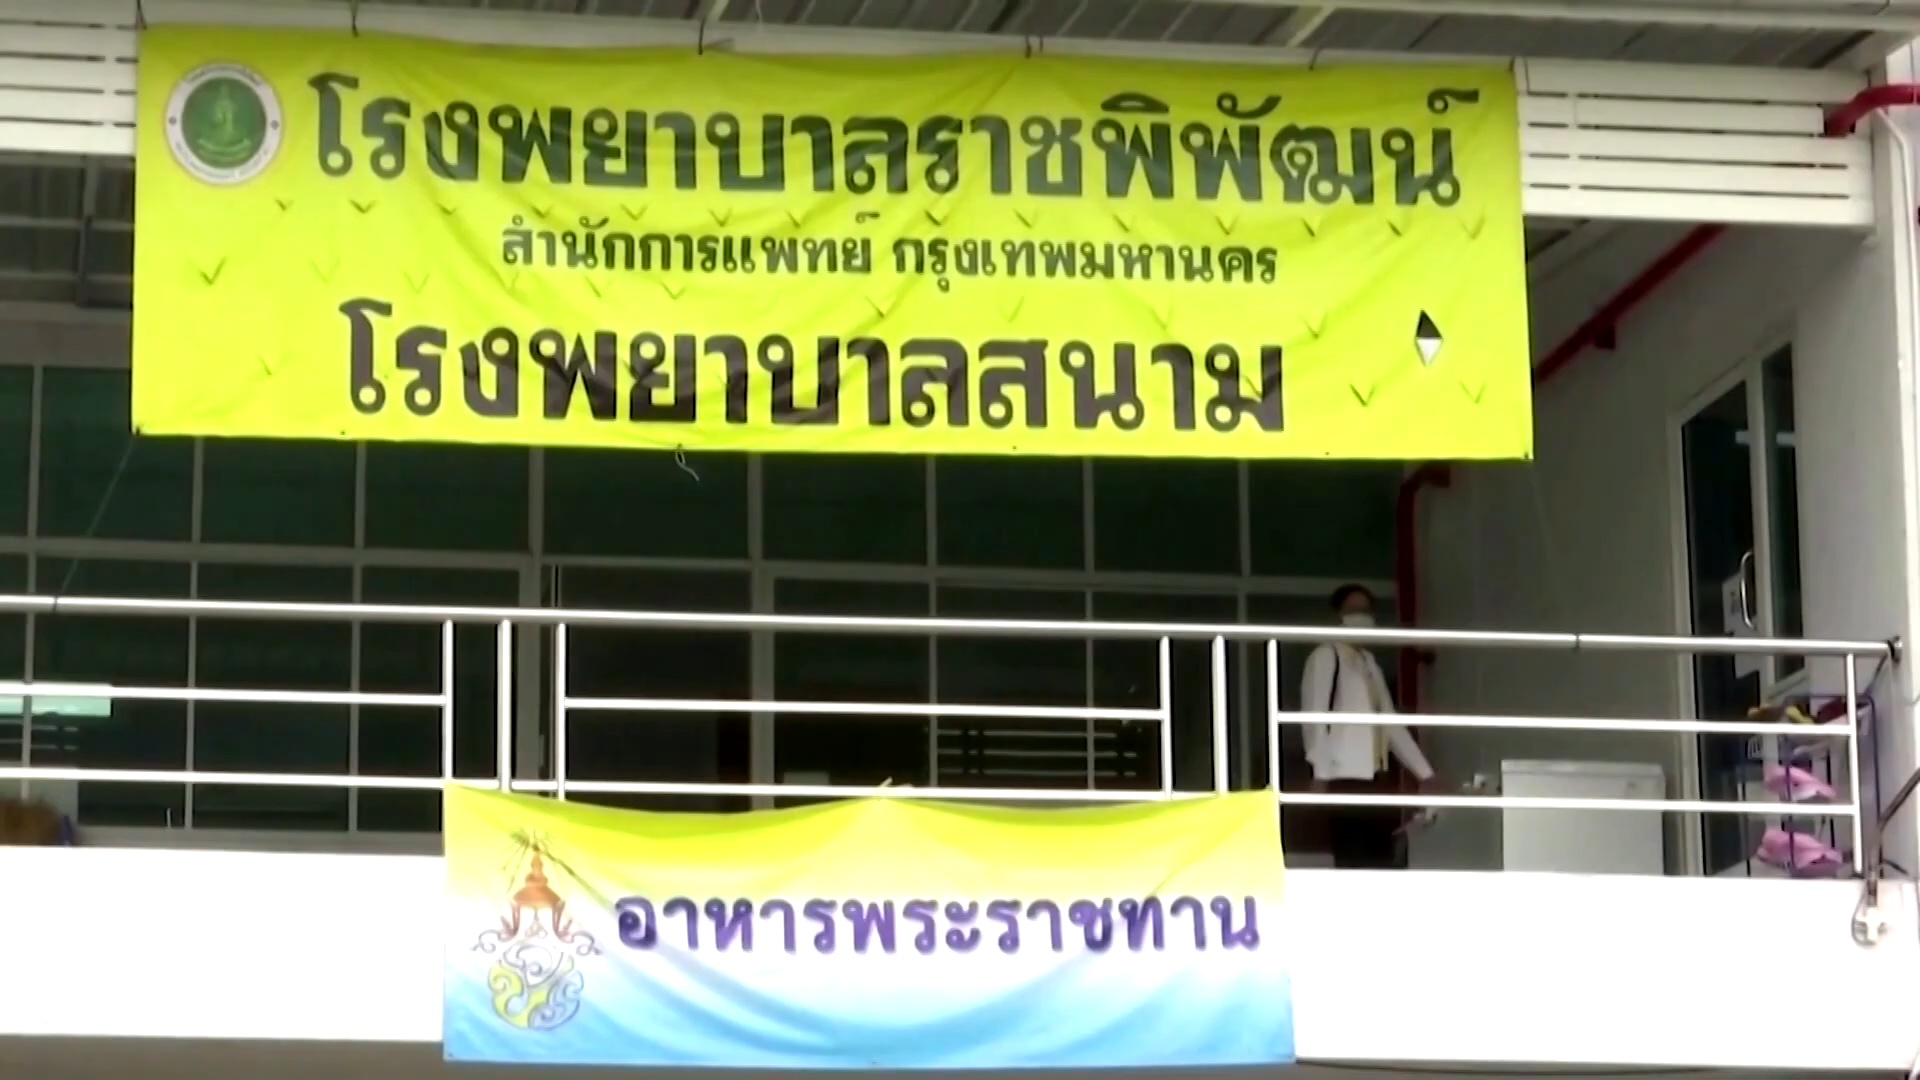 โรงพยาบาลราชพิพัฒน์
สำนักการแพทย์ กรุงเทพมหานคร
โรงพยาบาลสนาม
อาหารพระราชทาน